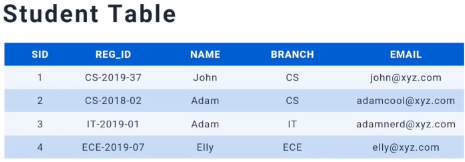 Student Table
SID REG_ID NAME BRANCH EMAIL
1 CS-2019-37 John CS john@xyz.com
2 CS-2018-02 Adam CS adamcool@xyz.com
3 IT-2019-01 Adam IT adamnerd@xyz.com
4 ECE-2019-07 Elly ECE elly@xyz.com